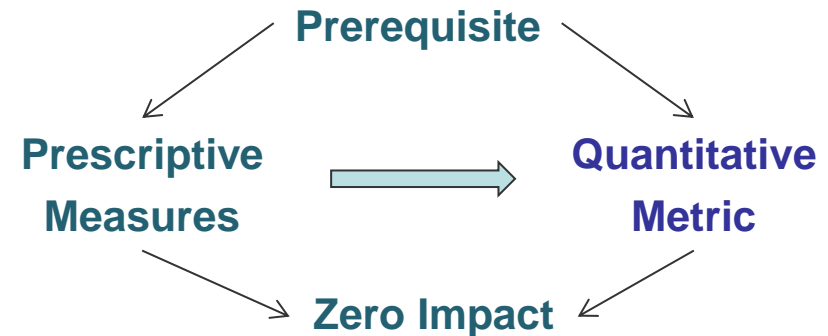 Prerequisite
Prescriptive
Measures
Quantitative
Metric
Zero Impact